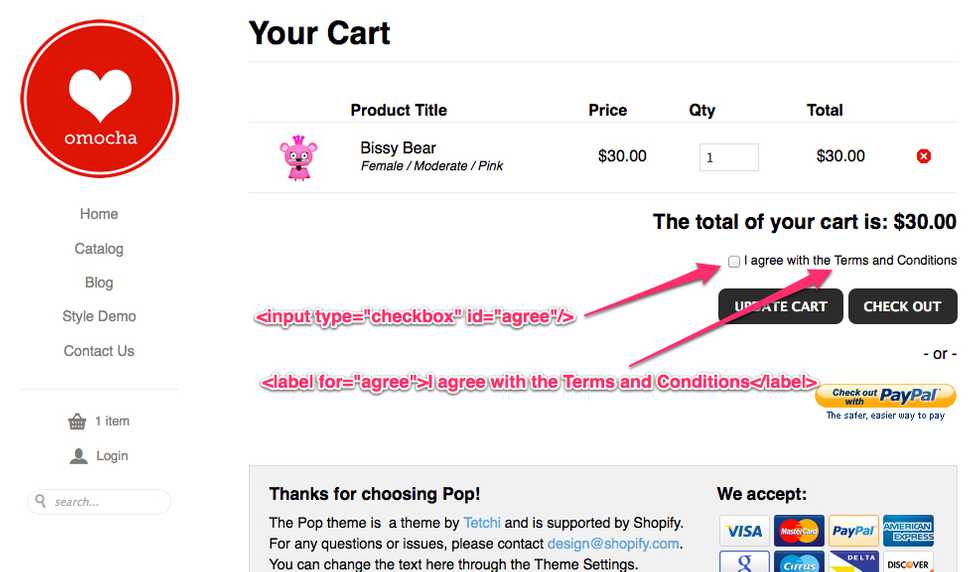 omocha
Home
Catalog
Blog
Style Demo
Contact Us
1 item
Login
search...
Your Cart
Product Title Price Qty Total
Bissy Bear
Female / Moderate / Pink
$30.00 1 $30.00
The total of your cart is: $30.00
I agree with the Terms and Conditions
<input type="checkbox" id="agree"/>
UPDATE CART CHECK OUT
- or -
<label for="agree">I agree with the Terms and Conditions</label>
Check out with PayPal
The safer, easier way to pay
Thanks for choosing Pop!
The Pop theme is a theme by Tetchi and is supported by Shopify.
For any questions or issues, please contact design@shopify.com.
You can change the text here through the Theme Settings.
We accept:
VISA MasterCard PayPal AMERICAN EXPRESS
g Cirrus DELTA DISCOVER